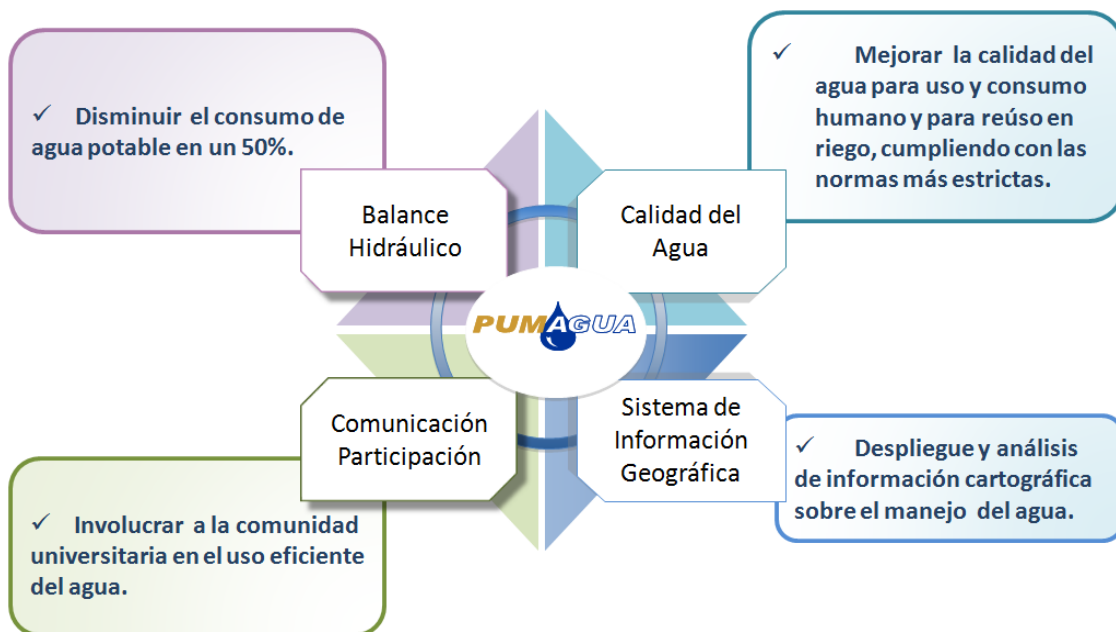 ✓ Disminuir el consumo de
agua potable en un 50%.
✓ Mejorar la calidad del
agua para uso y consumo
humano y para reúso en
riego, cumpliendo con las
normas más estrictas.
Balance
Hidráulico
Calidad del
Agua
PUMAGUA
Comunicación
Participación
Sistema de
Información
Geográfica
✓ Involucrar a la comunidad
universitaria en el uso eficiente
del agua.
✓ Despliegue y análisis
de información cartográfica
sobre el manejo del agua.